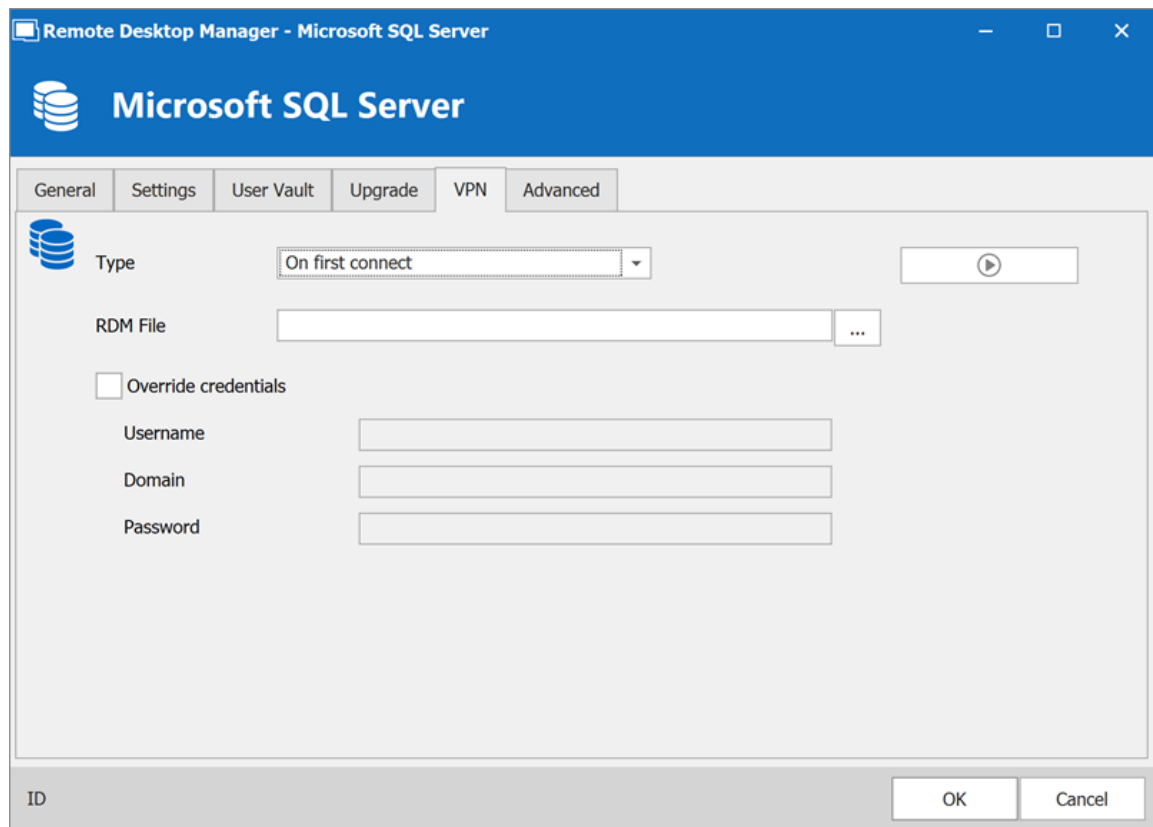 Remote Desktop Manager - Microsoft SQL Server
Microsoft SQL Server
General Settings User Vault Upgrade VPN Advanced
Type On first connect
RDM File ...
Override credentials
Username
Domain
Password
ID OK Cancel